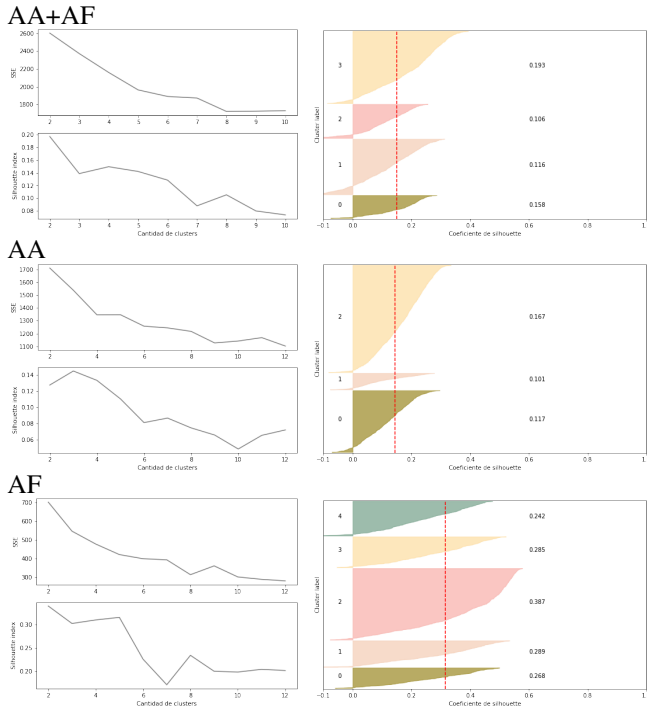 AA+AF
2600
2400
2200
2000
1800
SSE
2 3 4 5 6 7 8 9 10
0.20
0.18
0.16
0.14
0.12
0.10
0.08
Silhouette index
2 3 4 5 6 7 8 9 10
Cantidad de clusters
Cluster label
3 0.193
2 0.106
1 0.116
0 0.158
−0.1 0.0 0.2 0.4 0.6 0.8 1
Coeficiente de silhouette
AA
1700
1600
1500
1400
1300
1200
1100
SSE
2 4 6 8 10 12
0.14
0.12
0.10
0.08
0.06
Silhouette index
2 4 6 8 10 12
Cantidad de clusters
Cluster label
2 0.167
1 0.101
0 0.117
−0.1 0.0 0.2 0.4 0.6 0.8 1
Coeficiente de silhouette
AF
700
600
500
400
300
SSE
2 4 6 8 10 12
0.30
0.25
0.20
Silhouette index
2 4 6 8 10 12
Cantidad de clusters
Cluster label
4 0.242
3 0.285
2 0.387
1 0.289
0 0.268
−0.1 0.0 0.2 0.4 0.6 0.8 1
Coeficiente de silhouette